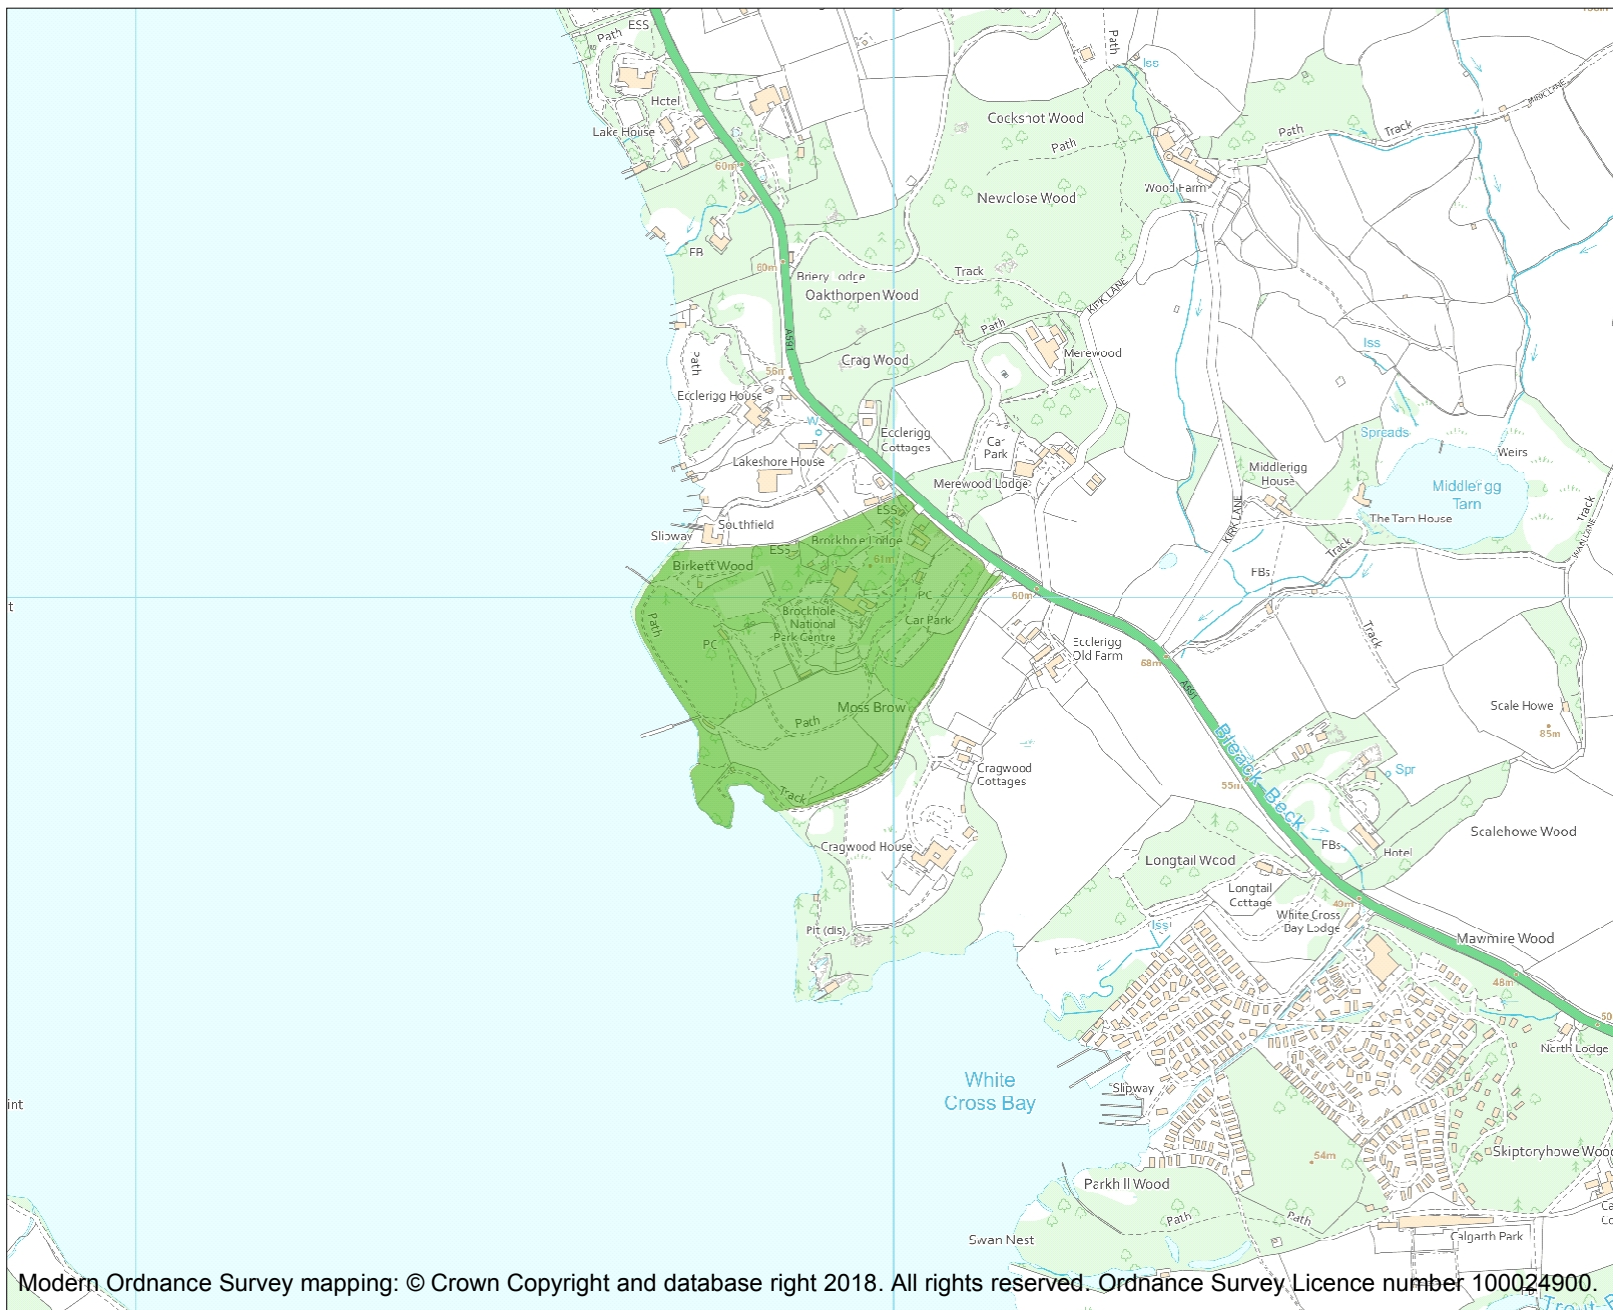 ESS
Path
Path
Iss
Hotel
Cockshot Wood
KIRK LANE
Lake House
Path
Path
Track
60m
Wood Farm
Newclose Wood
FB
60m
Briery Lodge
Track
Oakthorpen Wood
KIRK LANE
Path
A591
Merewood
Iss
Path
Crag Wood
56m
Ecclerigg House
W
Ecclerigg
Cottages
Car
Park
Spreads
Weirs
Lakeshore House
Middlerigg
House
Merewood Lodge
Middlerigg
Tarn
ESS
Southfield
The Tarn House
Track
Slipway
Brockhole Lodge
KIRK LANE
ESS
Track
61m
Birkett Wood
FBs
60m
PC
t
Brockhole
National
Park Centre
Car Park
Path
PC
Track
Ecclerigg
Old Farm
68m
A591
Moss Brow
Scale Howe
Path
85m
Bleack Beck
Cragwood
Cottages
Spr
55m
Track
Scalehowe Wood
Cragwood House
FBs
Hotel
Longtail Wood
Longtail
Cottage
40m
White Cross
Bay Lodge
Iss
Pit (dis)
Mawmire Wood
48m
50
North Lodge
White
Cross Bay
Slipway
int
54m
Skiptoryhowe Wood
Parkhill Wood
Path
Path
Ca
Co
Swan Nest
Calgarth Park
Modern Ordnance Survey mapping: © Crown Copyright and database right 2018. All rights reserved. Ordnance Survey Licence number 100024900.